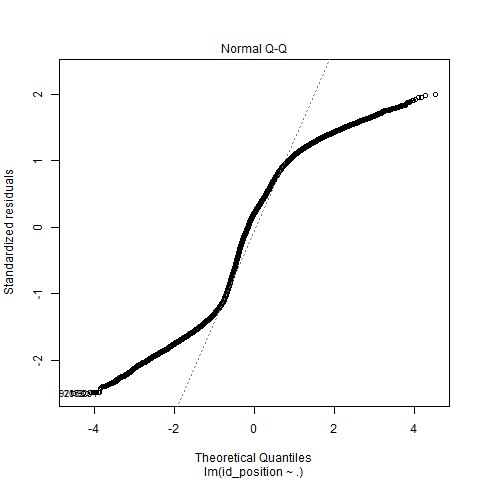 Normal Q-Q
Standardized residuals
2
1
0
-1
-2
-4
-2
0
2
4
Theoretical Quantiles
lm(id_position ~ .)